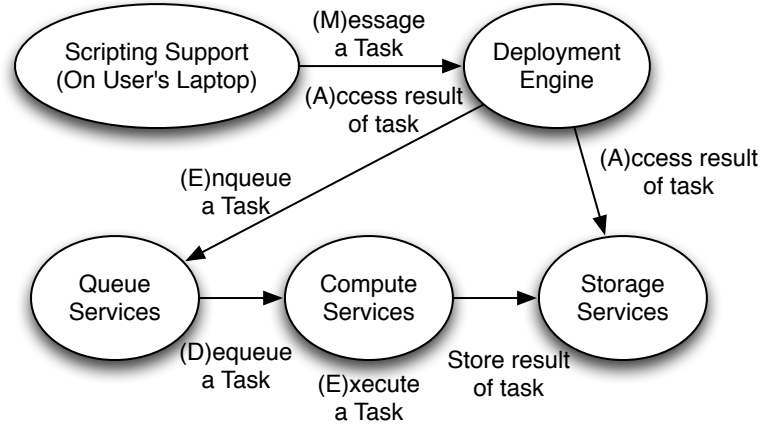 (M)essage
a Task
Scripting Support
(On User's Laptop)
Deployment
Engine
(A)ccess result
of task
(A)ccess result
of task
(E)nqueue
a Task
Queue
Services
Compute
Services
Storage
Services
(D)equeue
a Task
(E)xecute
a Task
Store result
of task